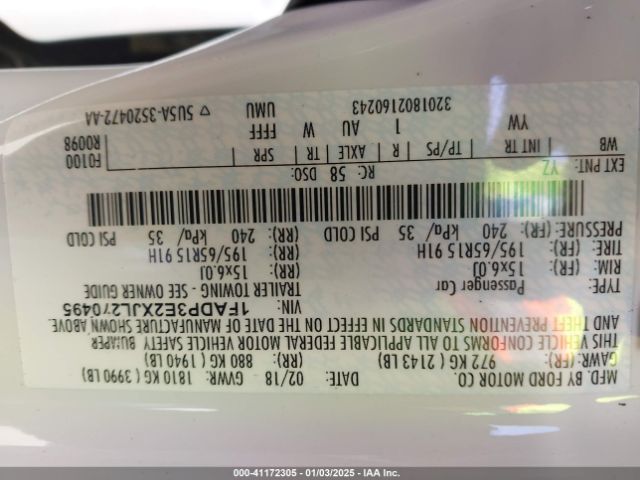 MFD. BY FORD MOTOR CO. DATE: 02/18 GVWR: 1810 KG ( 3990 LB)
GAWR: (FR): 972 KG ( 2143 LB) (RR): 880 KG ( 1940 LB)
THIS VEHICLE CONFORMS TO ALL APPLICABLE FEDERAL MOTOR VEHICLE SAFETY, BUMPER
AND THEFT PREVENTION STANDARDS IN EFFECT ON THE DATE OF MANUFACTURE SHOWN ABOVE.
VIN: 1FADP3E2XJL270495
TYPE: Passenger Car TRAILER TOWING - SEE OWNER GUIDE
RIM: 15x6.0J 15x6.0J
TIRE: (FR): 195/65R15 91H (RR): 195/65R15 91H
PRESSURE: (FR): 240 kPa/ 35 PSI COLD (RR): 240 kPa/ 35 PSI COLD
EXT PNT: YZ RC: 58 DSO: F0100
WB INT TR TP/PS R AXLE TR SPR R0098
YW 1 AU W FFFF
3201802160243 UMU 5U5A-3520472-AA
000-41172305 - 01/03/2025 - IAA Inc.